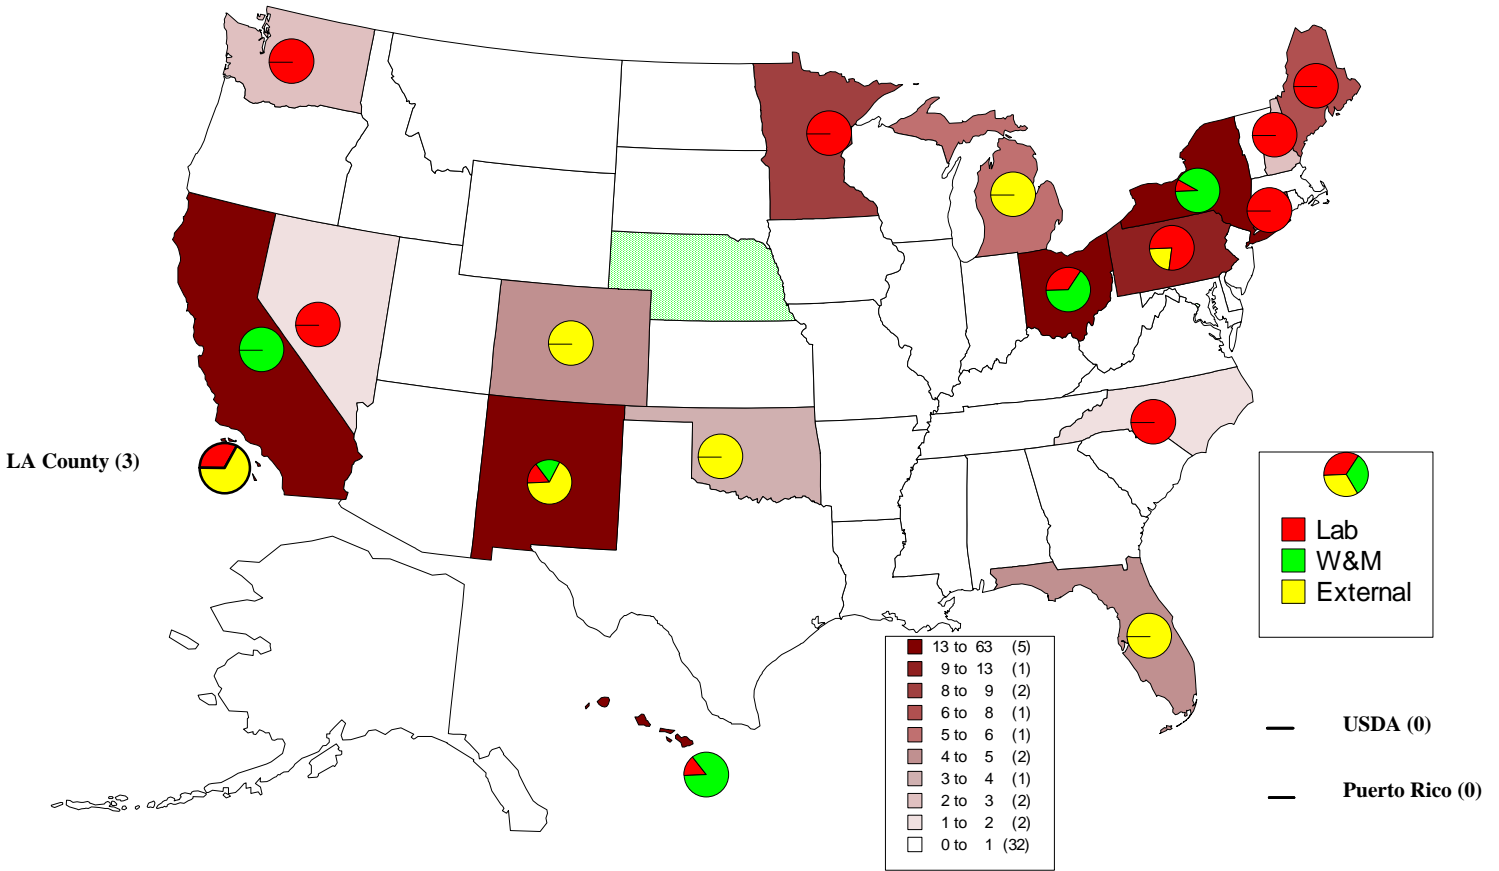 LA County (3)
Lab
W&M
External
13 to 63 (5)
9 to 13 (1)
8 to 9 (2)
6 to 8 (1)
5 to 6 (1)
4 to 5 (2)
3 to 4 (1)
2 to 3 (2)
1 to 2 (2)
0 to 1 (32)
USDA (0)
Puerto Rico (0)